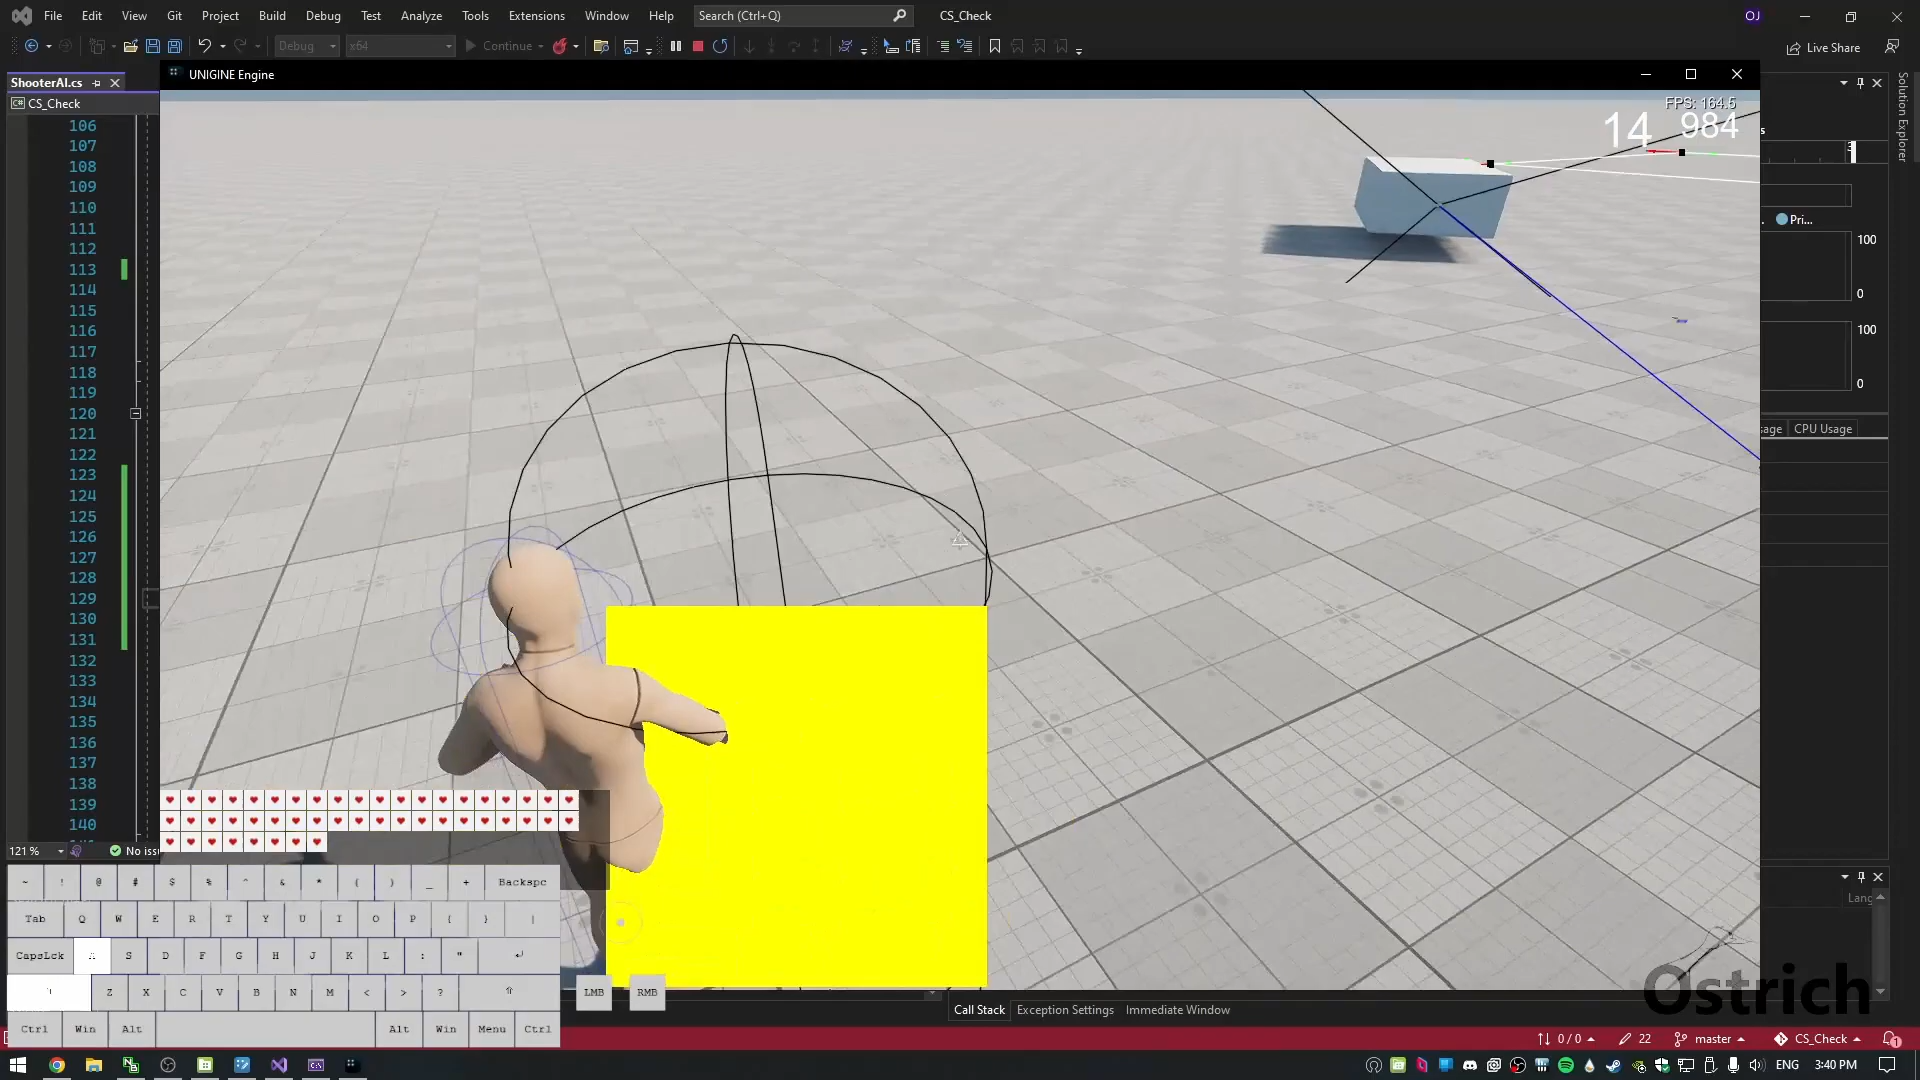 File Edit View Git Project Build Debug Test Analyze Tools Extensions Window Help Search (Ctrl+Q) CS_Check OJ
Debug x64 Continue Live Share
ShooterAI.cs
UNIGINE Engine
CS_Check
Solution Explorer
FPS: 164.5
14 984
106
107
108
109
110
111
112
113
114
115
116
117
118
119
120
121
122
123
124
125
126
127
128
129
130
131
132
133
134
135
136
137
138
139
140
Pri...
100
0
100
0
CPU Usage
121 %
~ ! @ # $ % ^ & * ( ) _ + Backspc
Tab Q W E R T Y U I O P { } |
CapsLck S D F G H J K L : "
Z X C V B N M < > ?
LMB RMB
Ctrl Win Alt Alt Win Menu Ctrl
Ostrich
Call Stack Exception Settings Immediate Window
0 / 0 22 master CS_Check 1
ENG 3:40 PM